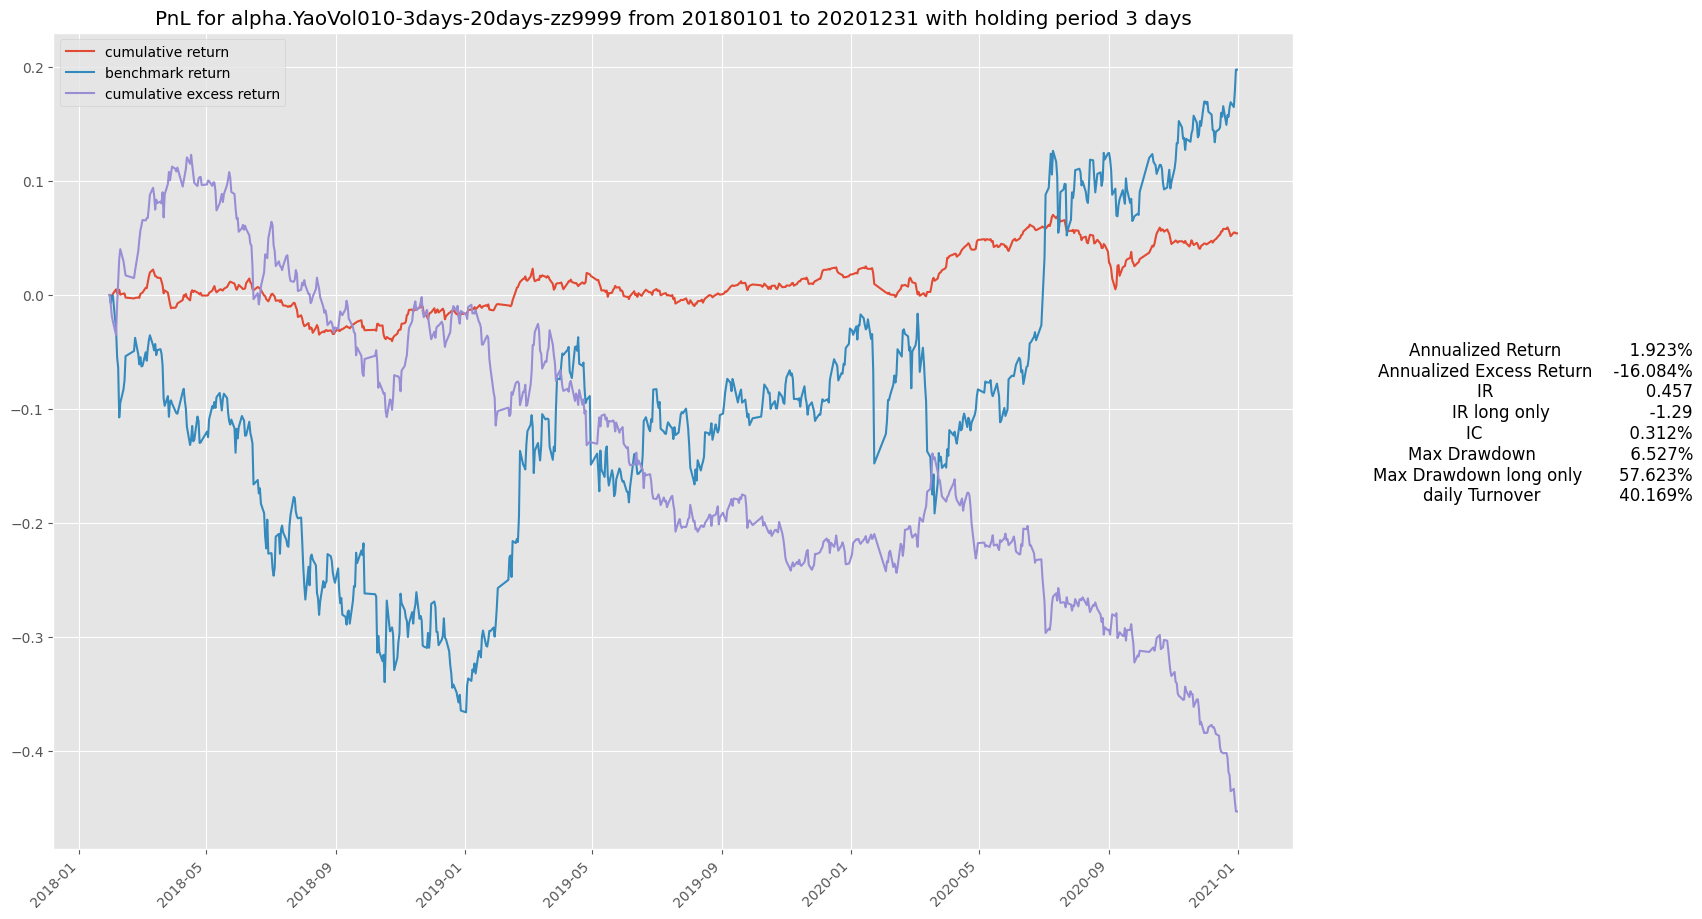 PnL for alpha.YaoVol010-3days-20days-zz9999 from 20180101 to 20201231 with holding period 3 days
cumulative return
benchmark return
cumulative excess return
0.2
0.1
0.0
−0.1
−0.2
−0.3
−0.4
2018-01
2018-05
2018-09
2019-01
2019-05
2019-09
2020-01
2020-05
2020-09
2021-01
Annualized Return 1.923%
Annualized Excess Return -16.084%
IR 0.457
IR long only -1.29
IC 0.312%
Max Drawdown 6.527%
Max Drawdown long only 57.623%
daily Turnover 40.169%